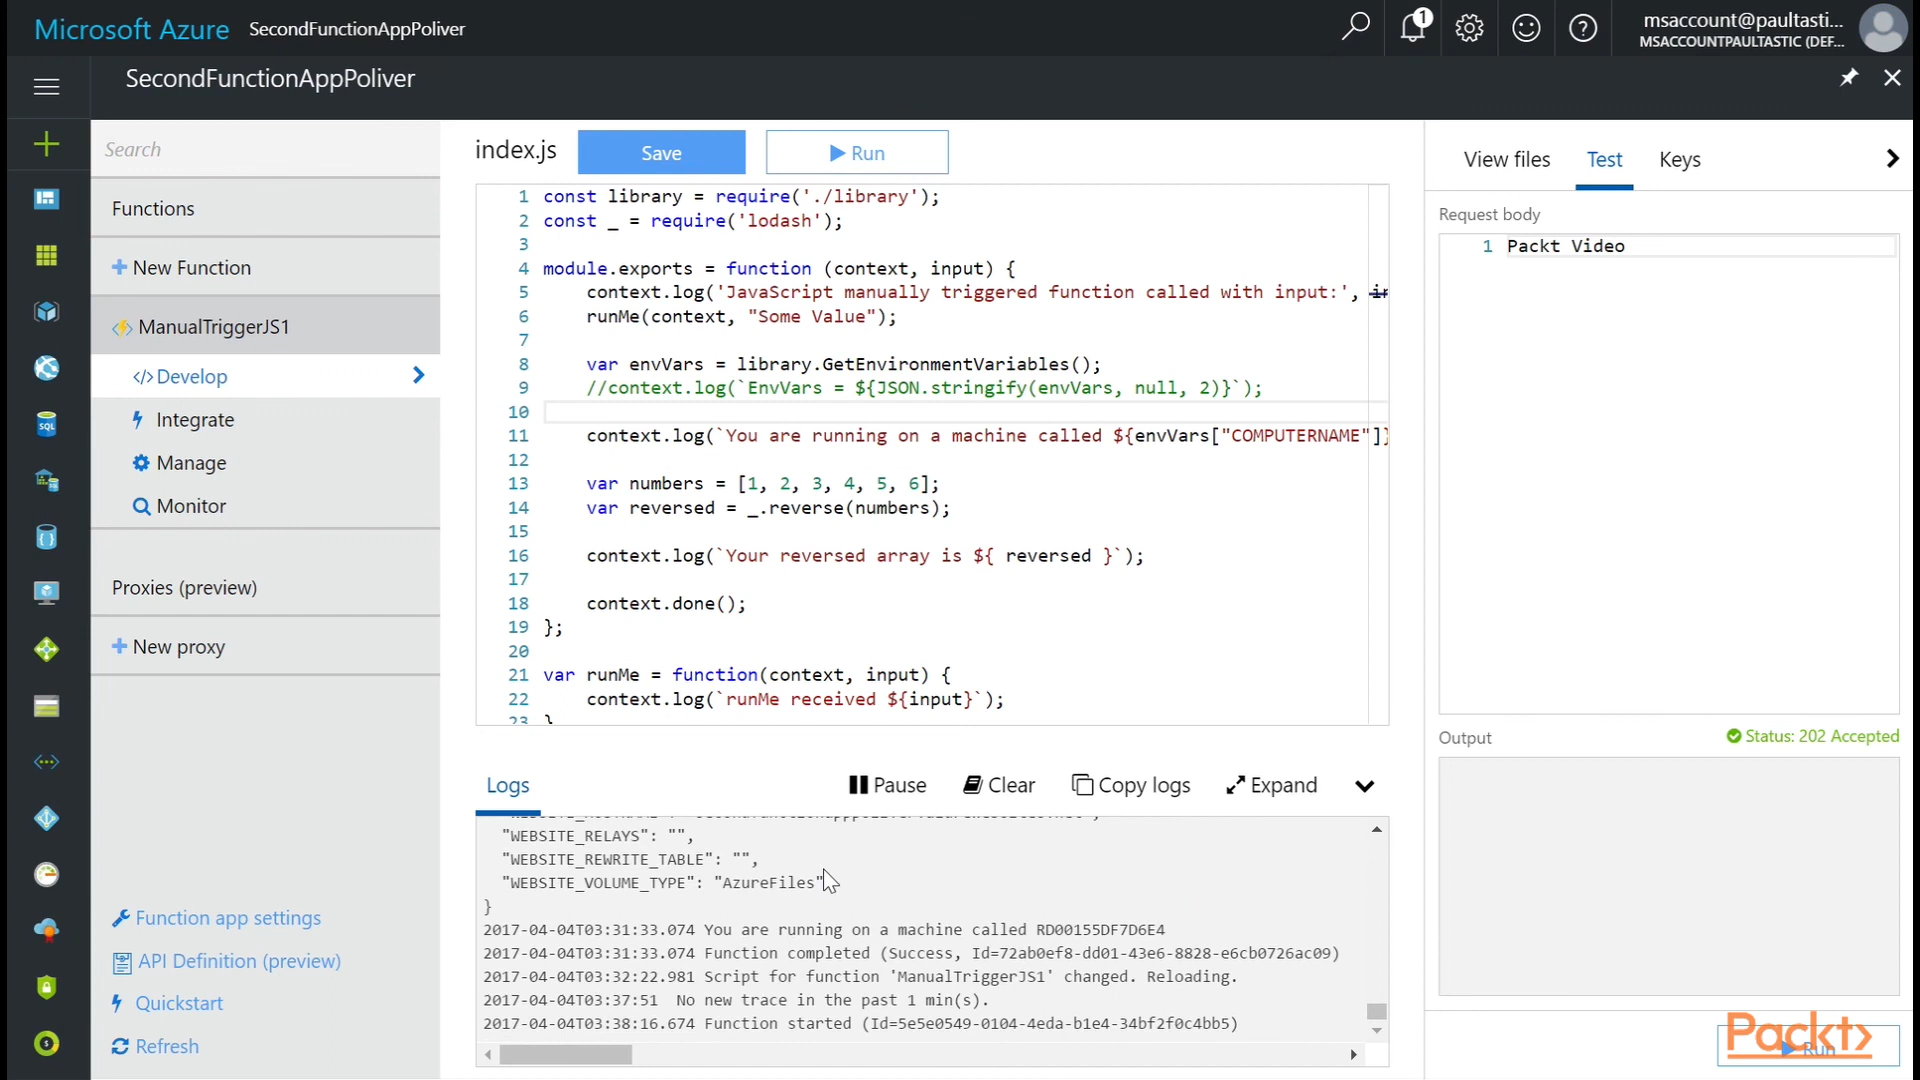 Microsoft Azure SecondFunctionAppPoliver
1
msaccount@paultasti...
MSACCOUNTPAULTASTIC (DEF...
SecondFunctionAppPoliver
Search
Functions
New Function
ManualTriggerJS1
</> Develop
Integrate
Manage
Monitor
Proxies (preview)
New proxy
Function app settings
API Definition (preview)
Quickstart
Refresh
SQL
index.js
Save
Run
1 const library = require('./library');
2 const _ = require('lodash');
3
4 module.exports = function (context, input) {
5 context.log('JavaScript manually triggered function called with input:', in
6 runMe(context, "Some Value");
7
8 var envVars = library.GetEnvironmentVariables();
9 //context.log(`EnvVars = ${JSON.stringify(envVars, null, 2)}`);
10
11 context.log(`You are running on a machine called ${envVars["COMPUTERNAME"]}
12
13 var numbers = [1, 2, 3, 4, 5, 6];
14 var reversed = _.reverse(numbers);
15
16 context.log(`Your reversed array is ${ reversed }`);
17
18 context.done();
19 };
20
21 var runMe = function(context, input) {
22 context.log(`runMe received ${input}`);
23 }
Logs
Pause
Clear
Copy logs
Expand
"WEBSITE_RELAYS": "",
"WEBSITE_REWRITE_TABLE": "",
"WEBSITE_VOLUME_TYPE": "AzureFiles"
}
2017-04-04T03:31:33.074 You are running on a machine called RD00155DF7D6E4
2017-04-04T03:31:33.074 Function completed (Success, Id=72ab0ef8-dd01-43e6-8828-e6cb0726ac09)
2017-04-04T03:32:22.981 Script for function 'ManualTriggerJS1' changed. Reloading.
2017-04-04T03:37:51 No new trace in the past 1 min(s).
2017-04-04T03:38:16.674 Function started (Id=5e5e0549-0104-4eda-b1e4-34bf2f0c4bb5)
View files
Test
Keys
Request body
1 Packt Video
Output
Status: 202 Accepted
Packt
Run